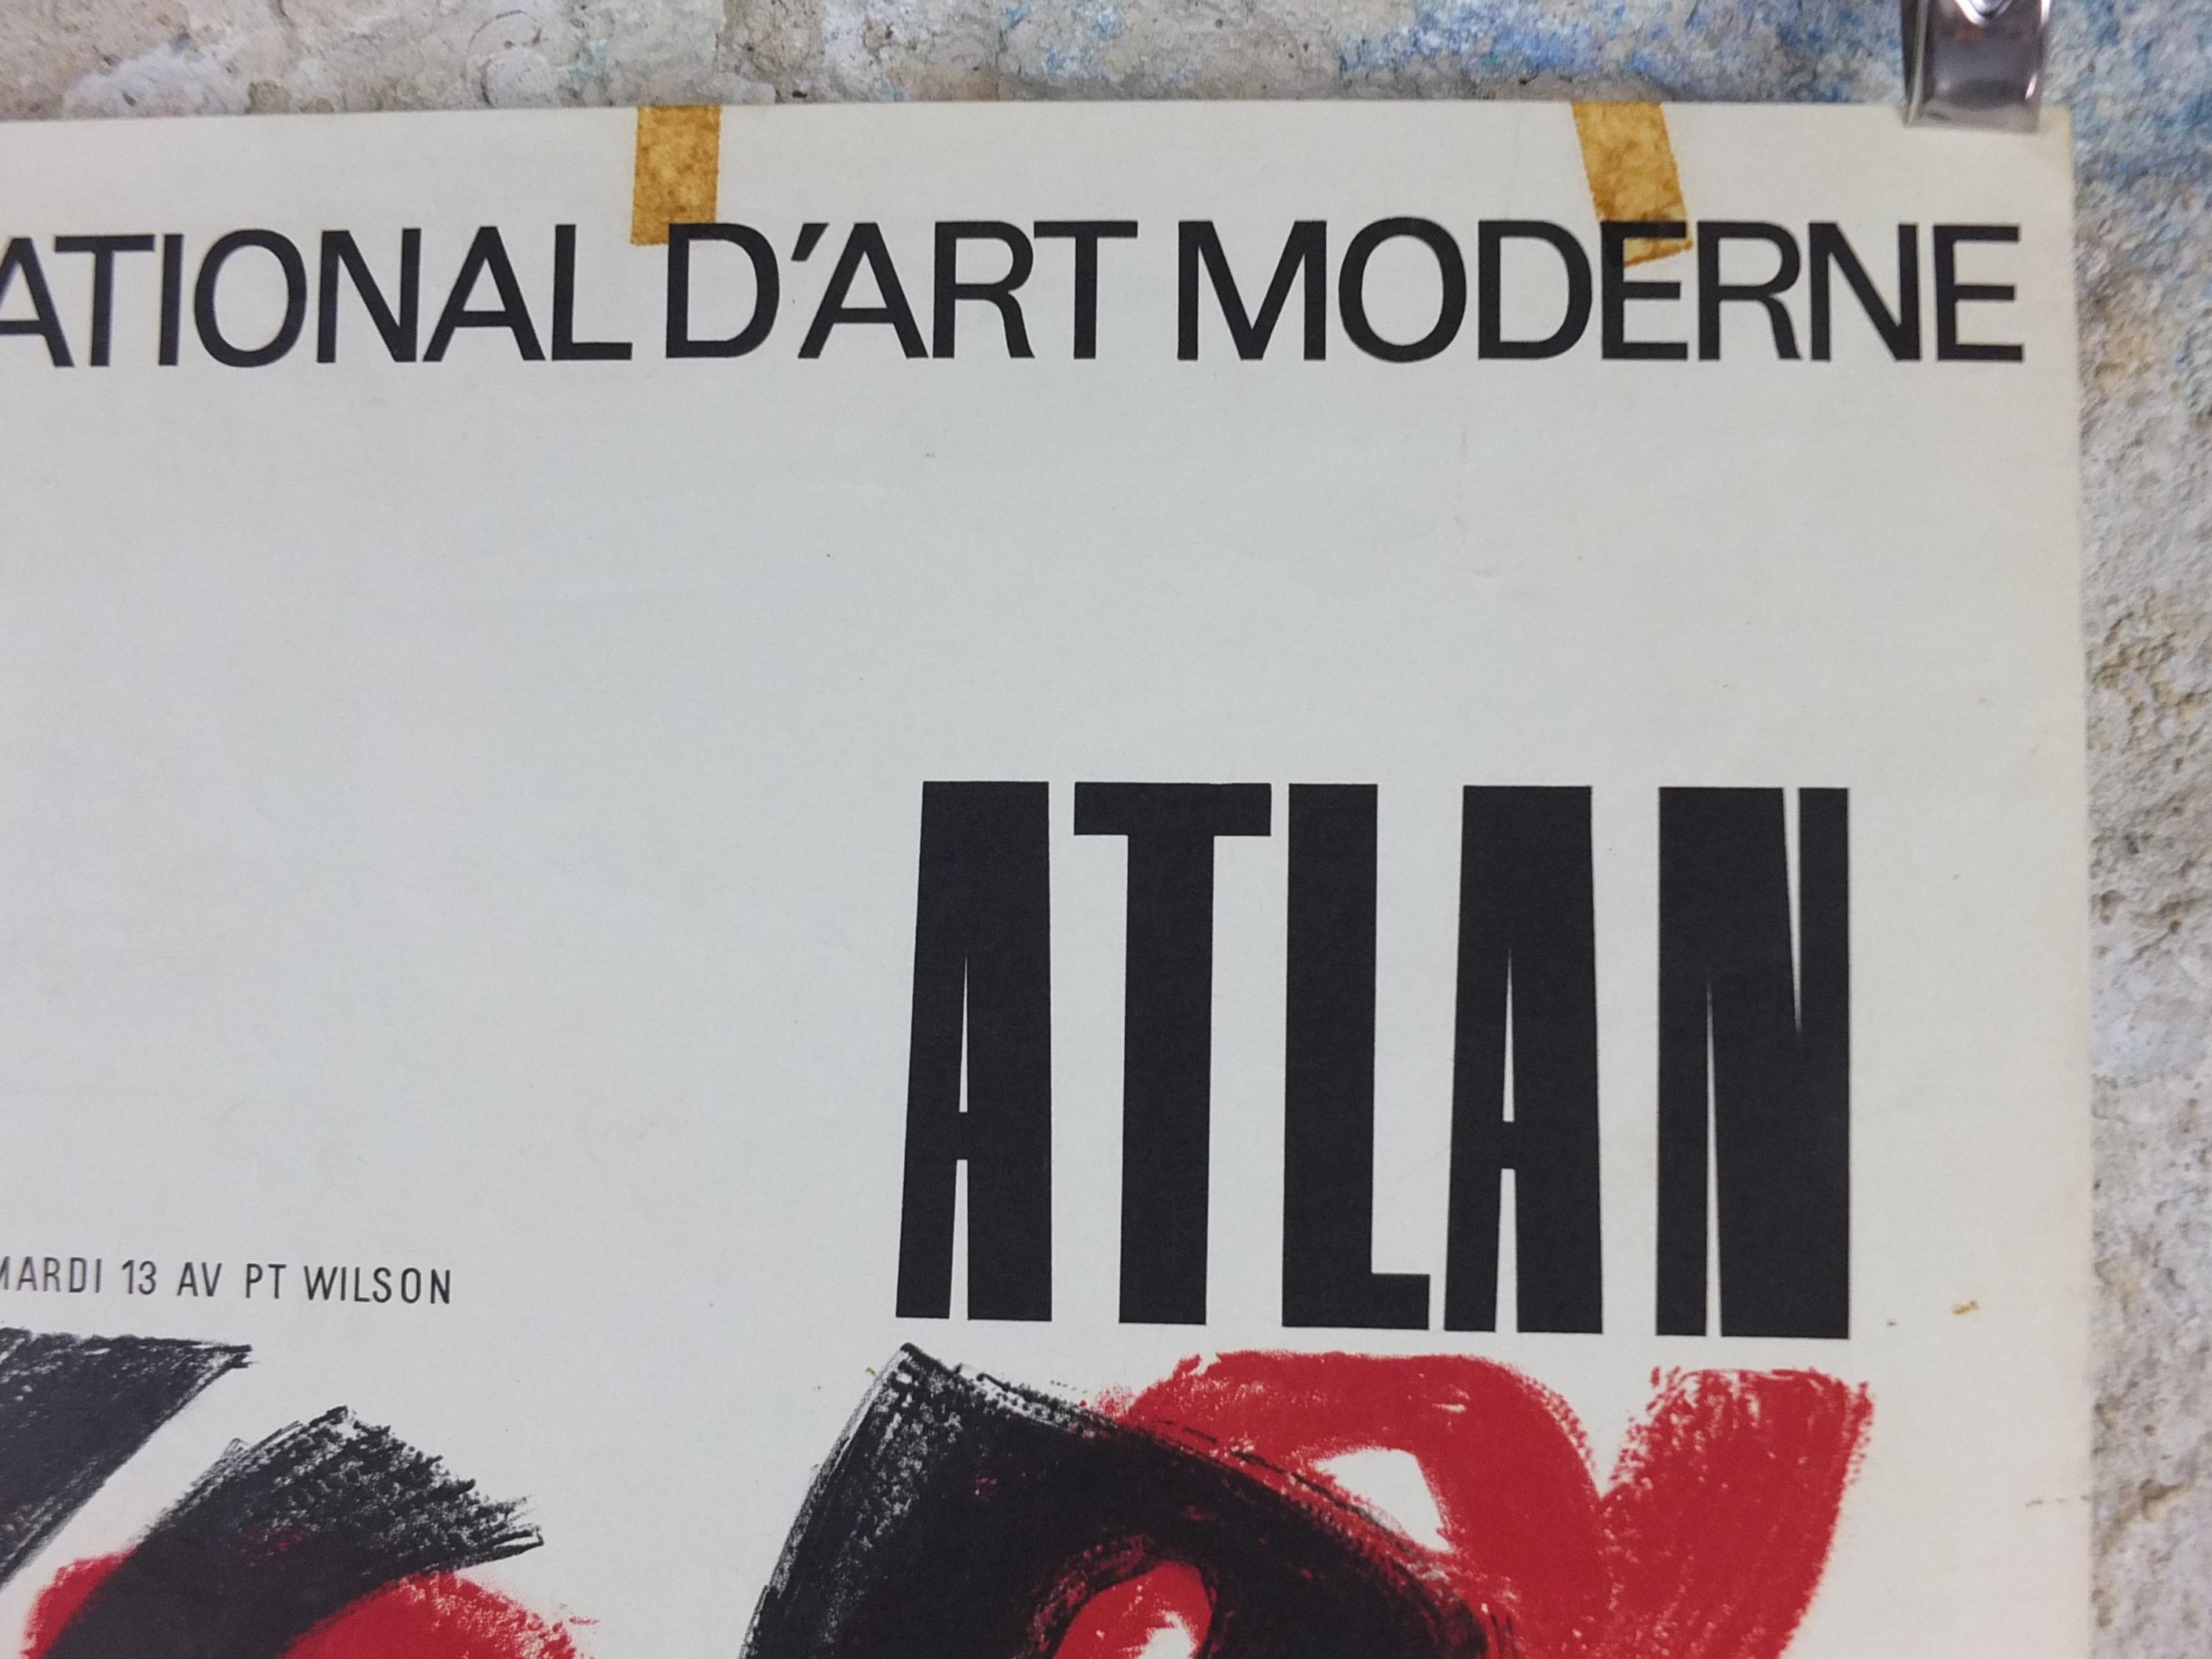 ATIONAL D'ART MODERNE
ATLAN
MARDI 13 AV PT WILSON